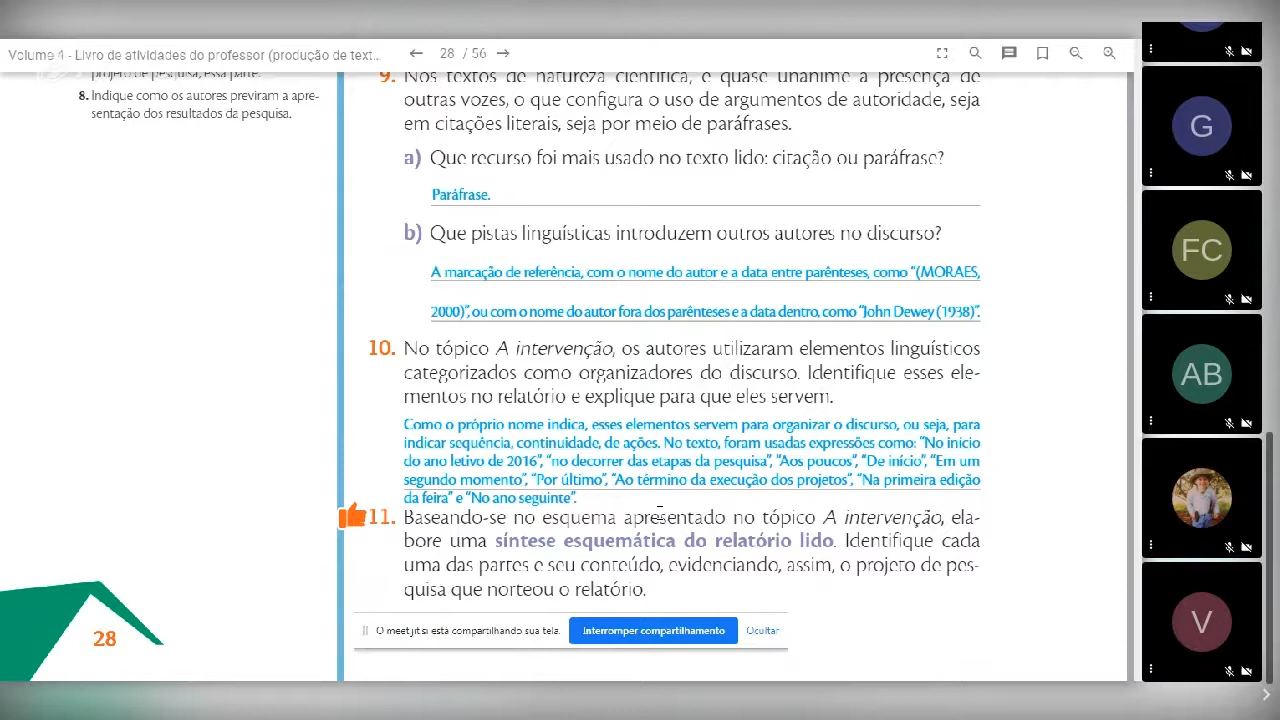 Volume 4 - Livro de atividades do professor (produção de text...
28 / 56
projeto de pesquisa, essa parte.
8. Indique como os autores previram a apre-
sentação dos resultados da pesquisa.
9. Nos textos de natureza científica, é quase unânime a presença de
outras vozes, o que configura o uso de argumentos de autoridade, seja
em citações literais, seja por meio de paráfrases.
a) Que recurso foi mais usado no texto lido: citação ou paráfrase?
Paráfrase.
b) Que pistas linguísticas introduzem outros autores no discurso?
A marcação de referência, com o nome do autor e a data entre parênteses, como "(MORAES,
2000)", ou com o nome do autor fora dos parênteses e a data dentro, como "John Dewey (1938)".
10. No tópico A intervenção, os autores utilizaram elementos linguísticos
categorizados como organizadores do discurso. Identifique esses ele-
mentos no relatório e explique para que eles servem.
Como o próprio nome indica, esses elementos servem para organizar o discurso, ou seja, para
indicar sequência, continuidade, de ações. No texto, foram usadas expressões como: "No início
do ano letivo de 2016", "no decorrer das etapas da pesquisa", "Aos poucos", "De início", "Em um
segundo momento", "Por último", "Ao término da execução dos projetos", "Na primeira edição
da feira" e "No ano seguinte".
11. Baseando-se no esquema apresentado no tópico A intervenção, ela-
bore uma síntese esquemática do relatório lido. Identifique cada
uma das partes e seu conteúdo, evidenciando, assim, o projeto de pes-
quisa que norteou o relatório.
28
O meet.jit.si está compartilhando sua tela.
Interromper compartilhamento
Ocultar
G
FC
AB
V